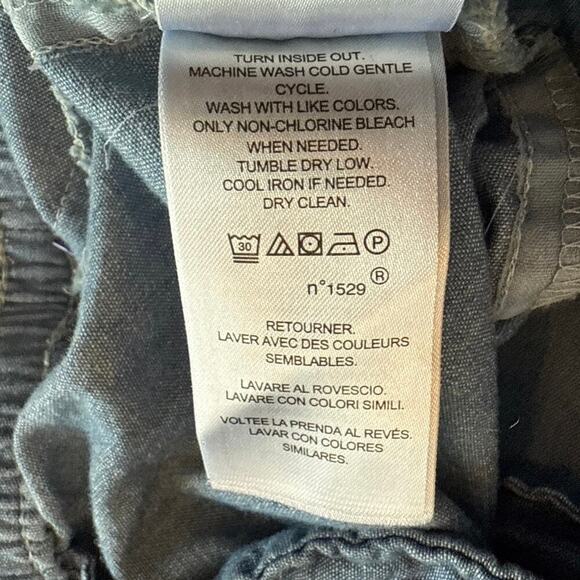 TURN INSIDE OUT.
MACHINE WASH COLD GENTLE
CYCLE.
WASH WITH LIKE COLORS.
ONLY NON-CHLORINE BLEACH
WHEN NEEDED.
TUMBLE DRY LOW.
COOL IRON IF NEEDED.
DRY CLEAN.
30 P
n°1529 ®
RETOURNER.
LAVER AVEC DES COULEURS
SEMBLABLES.
LAVARE AL ROVESCIO.
LAVARE CON COLORI SIMILI.
VOLTEE LA PRENDA AL REVÉS.
LAVAR CON COLORES
SIMILARES.